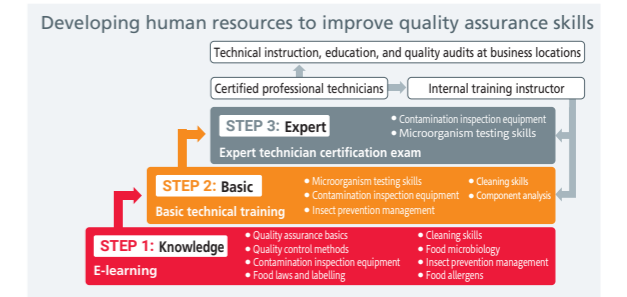 Developing human resources to improve quality assurance skills
Technical instruction, education, and quality audits at business locations
Certified professional technicians
Internal training instructor
STEP 3: Expert
• Contamination inspection equipment
• Microorganism testing skills
Expert technician certification exam
STEP 2: Basic
• Microorganism testing skills
• Contamination inspection equipment
• Insect prevention management
• Cleaning skills
• Component analysis
Basic technical training
STEP 1: Knowledge
• Quality assurance basics
• Quality control methods
• Contamination inspection equipment
• Food laws and labelling
• Cleaning skills
• Food microbiology
• Insect prevention management
• Food allergens
E-learning